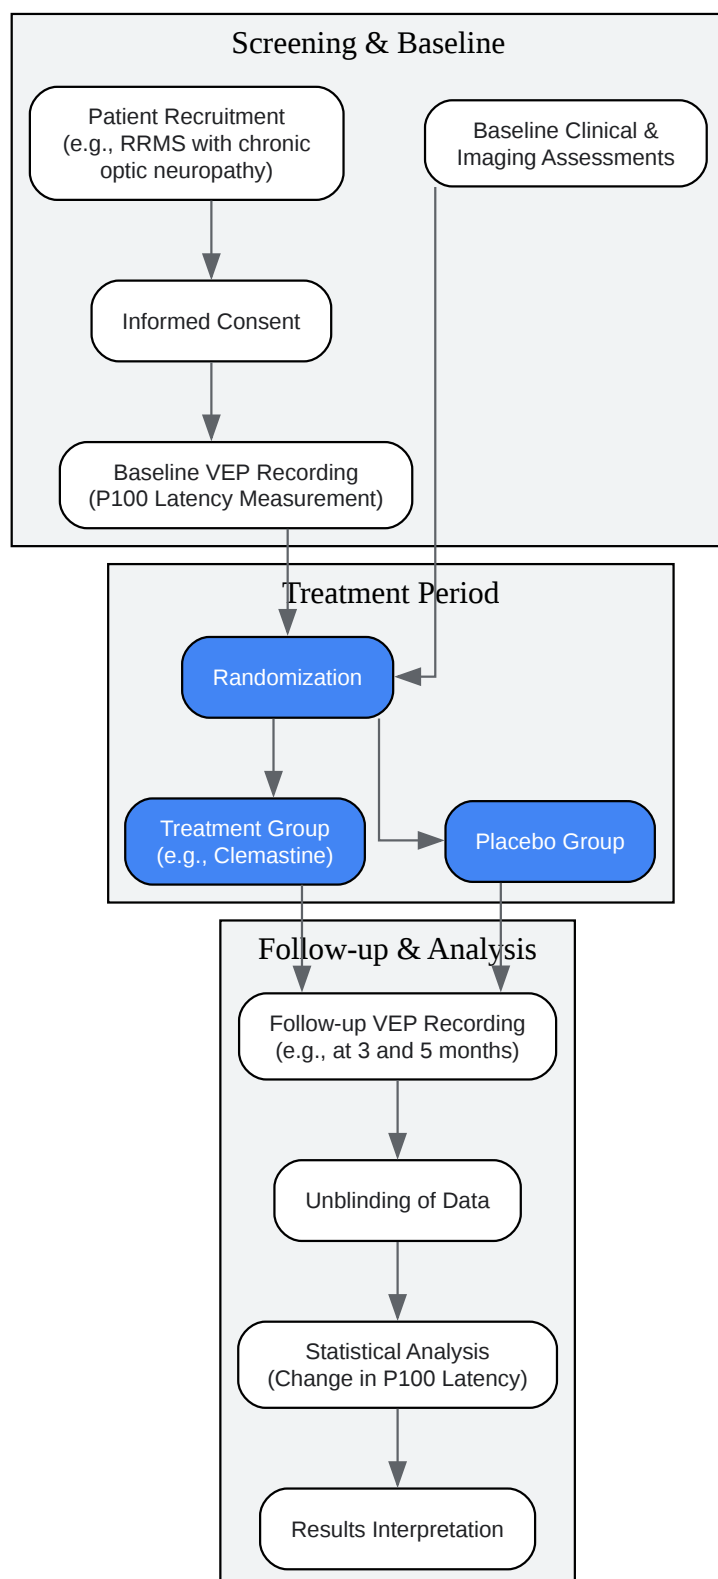 Screening & Baseline
Patient Recruitment
(e.g., RRMS with chronic
optic neuropathy)
Baseline Clinical &
Imaging Assessments
Informed Consent
Baseline VEP Recording
(P100 Latency Measurement)
Treatment Period
Randomization
Treatment Group
(e.g., Clemastine)
Placebo Group
Follow-up & Analysis
Follow-up VEP Recording
(e.g., at 3 and 5 months)
Unblinding of Data
Statistical Analysis
(Change in P100 Latency)
Results Interpretation